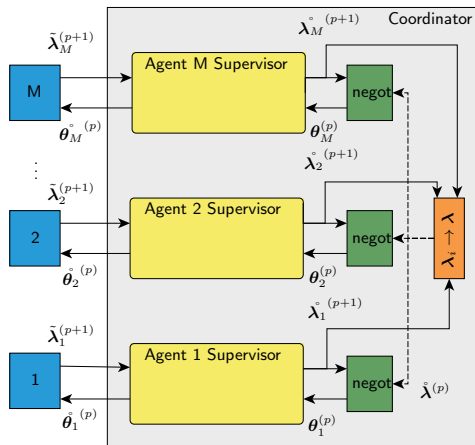 Coordinator
λ̊_M^(p+1)
λ̃_M^(p+1)
Agent M Supervisor
M
negot
θ̊_M^(p)
θ_M^(p)
λ̊_2^(p+1)
⋮
λ̃_2^(p+1)
Agent 2 Supervisor
2
negot
λ̊_i → λ
θ̊_2^(p)
θ_2^(p)
λ̊_1^(p+1)
λ̃_1^(p+1)
Agent 1 Supervisor
1
negot
λ̊^(p)
θ̊_1^(p)
θ_1^(p)